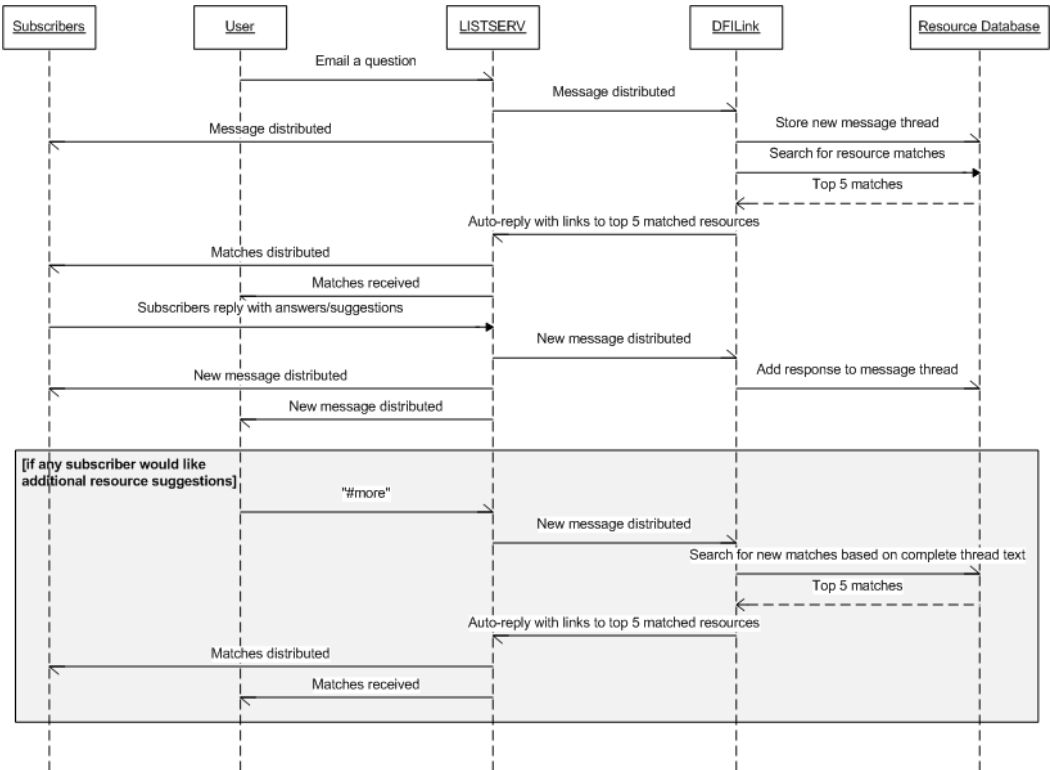 Subscribers
User
LISTSERV
DFILink
Resource Database
Email a question
Message distributed
Message distributed
Store new message thread
Search for resource matches
Top 5 matches
Auto-reply with links to top 5 matched resources
Matches distributed
Matches received
Subscribers reply with answers/suggestions
New message distributed
Add response to message thread
New message distributed
New message distributed
[if any subscriber would like
additional resource suggestions]
"#more"
New message distributed
Search for new matches based on complete thread text
Top 5 matches
Auto-reply with links to top 5 matched resources
Matches distributed
Matches received